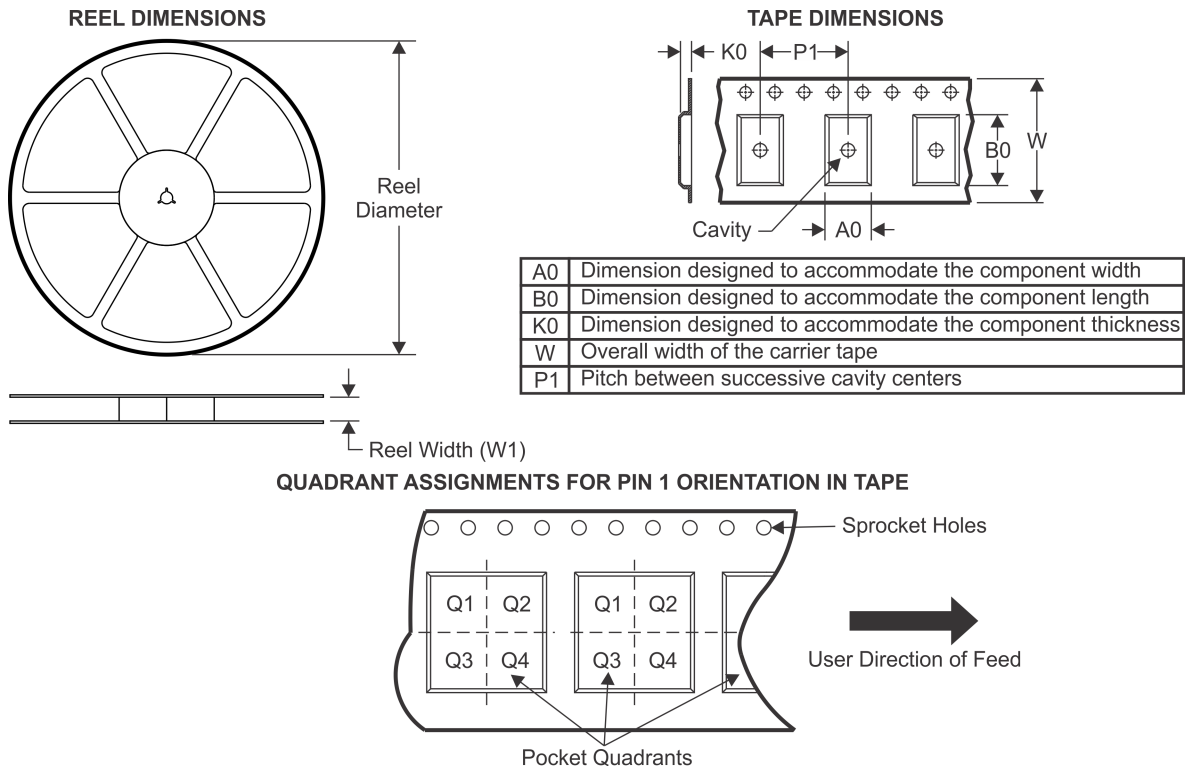 REEL DIMENSIONS
Reel
Diameter
Reel Width (W1)
TAPE DIMENSIONS
K0
P1
W
B0
Cavity
A0
A0 Dimension designed to accommodate the component width
B0 Dimension designed to accommodate the component length
K0 Dimension designed to accommodate the component thickness
W Overall width of the carrier tape
P1 Pitch between successive cavity centers
QUADRANT ASSIGNMENTS FOR PIN 1 ORIENTATION IN TAPE
Sprocket Holes
Q1 Q2 Q1 Q2
Q3 Q4 Q3 Q4
User Direction of Feed
Pocket Quadrants